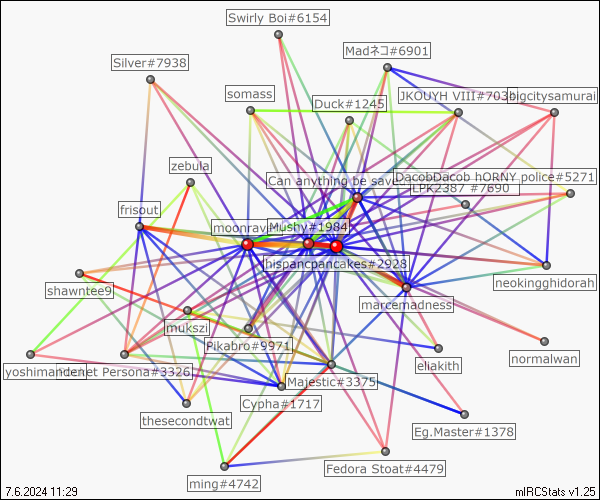 Swirly Boi#6154
Madネコ#6901
Silver#7938
somass
JKOUYH VIII#703
bigcitysamurai
Duck#1245
zebula
DacobDacob hORNY police#5271
Can anything be save
LPK2387 #7690
frisout
moonrav
Mushy#1984
hispancpancakes#2928
neokingghidorah
shawntee9
marcemadness
mukszi
Pikabro#9971
normalwan
eliakith
yoshimann
Persona#3326
Majestic#3375
Cypha#1717
thesecondtwat
Eg.Master#1378
Fedora Stoat#4479
ming#4742
7.6.2024 11:29
mIRCStats v1.25